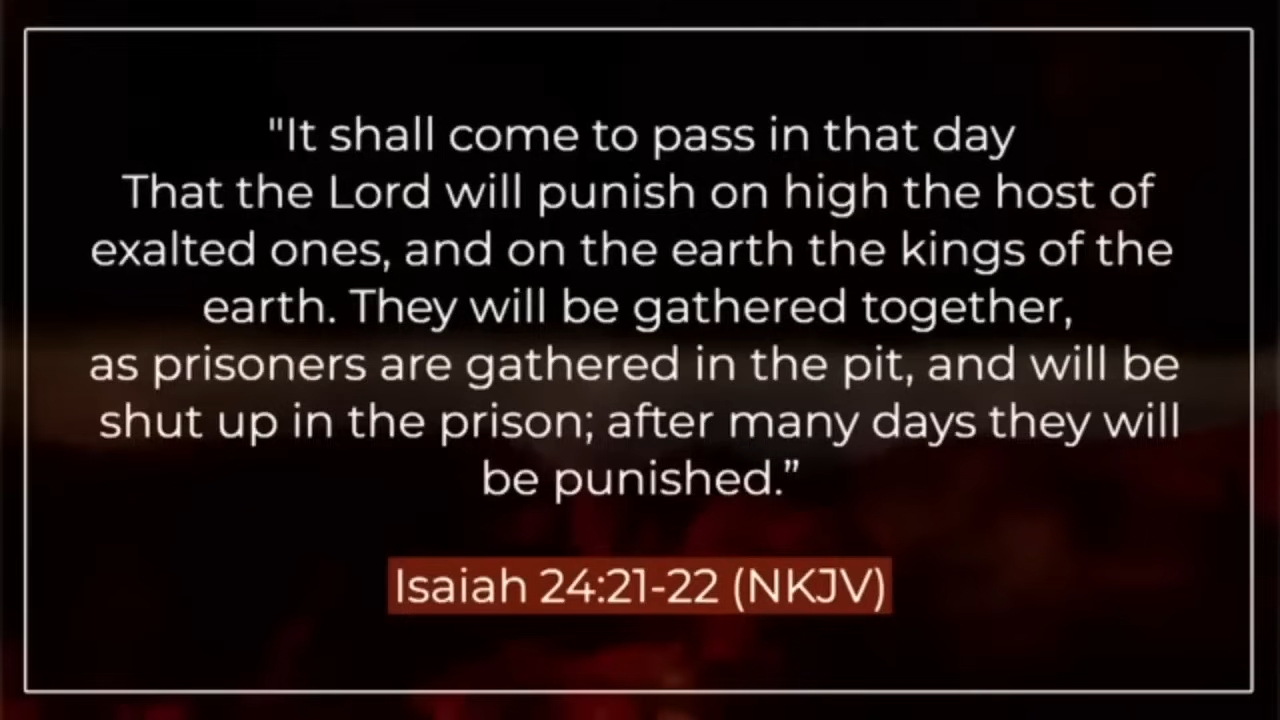 "It shall come to pass in that day
That the Lord will punish on high the host of
exalted ones, and on the earth the kings of the
earth. They will be gathered together,
as prisoners are gathered in the pit, and will be
shut up in the prison; after many days they will
be punished.”
Isaiah 24:21-22 (NKJV)